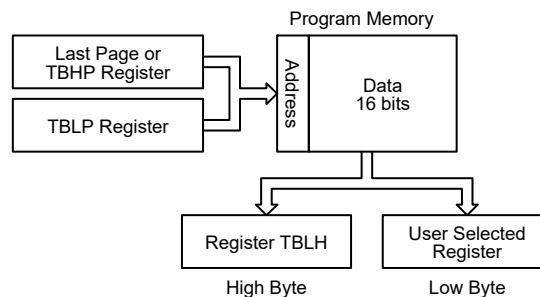 Program Memory
Last Page or
TBHP Register
TBLP Register
Address
Data
16 bits
Register TBLH
User Selected
Register
High Byte
Low Byte